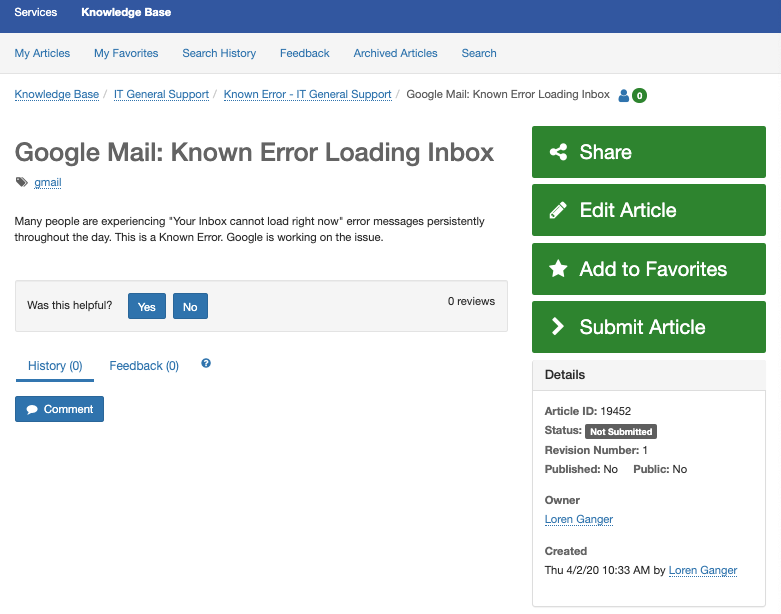 Services Knowledge Base
My Articles My Favorites Search History Feedback Archived Articles Search
Knowledge Base / IT General Support / Known Error - IT General Support / Google Mail: Known Error Loading Inbox 0
Google Mail: Known Error Loading Inbox
gmail
Many people are experiencing "Your Inbox cannot load right now" error messages persistently
throughout the day. This is a Known Error. Google is working on the issue.
Was this helpful? Yes No 0 reviews
History (0) Feedback (0) ?
Comment
Share
Edit Article
Add to Favorites
Submit Article
Details
Article ID: 19452
Status: Not Submitted
Revision Number: 1
Published: No Public: No
Owner
Loren Ganger
Created
Thu 4/2/20 10:33 AM by Loren Ganger